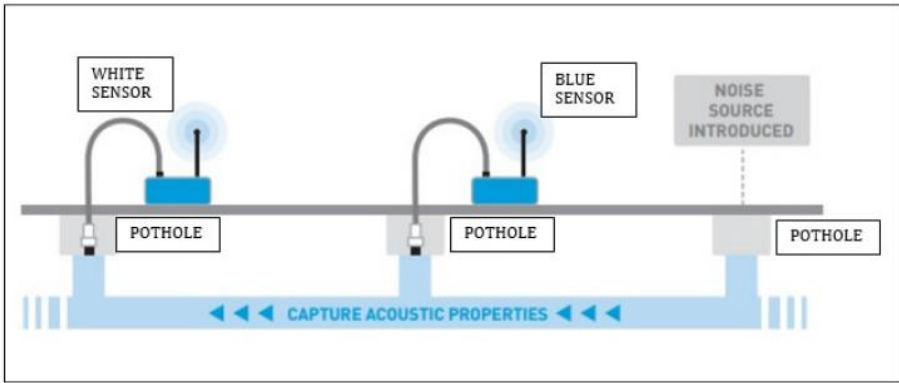 WHITE
SENSOR
BLUE
SENSOR
NOISE
SOURCE
INTRODUCED
POTHOLE
POTHOLE
POTHOLE
CAPTURE ACOUSTIC PROPERTIES